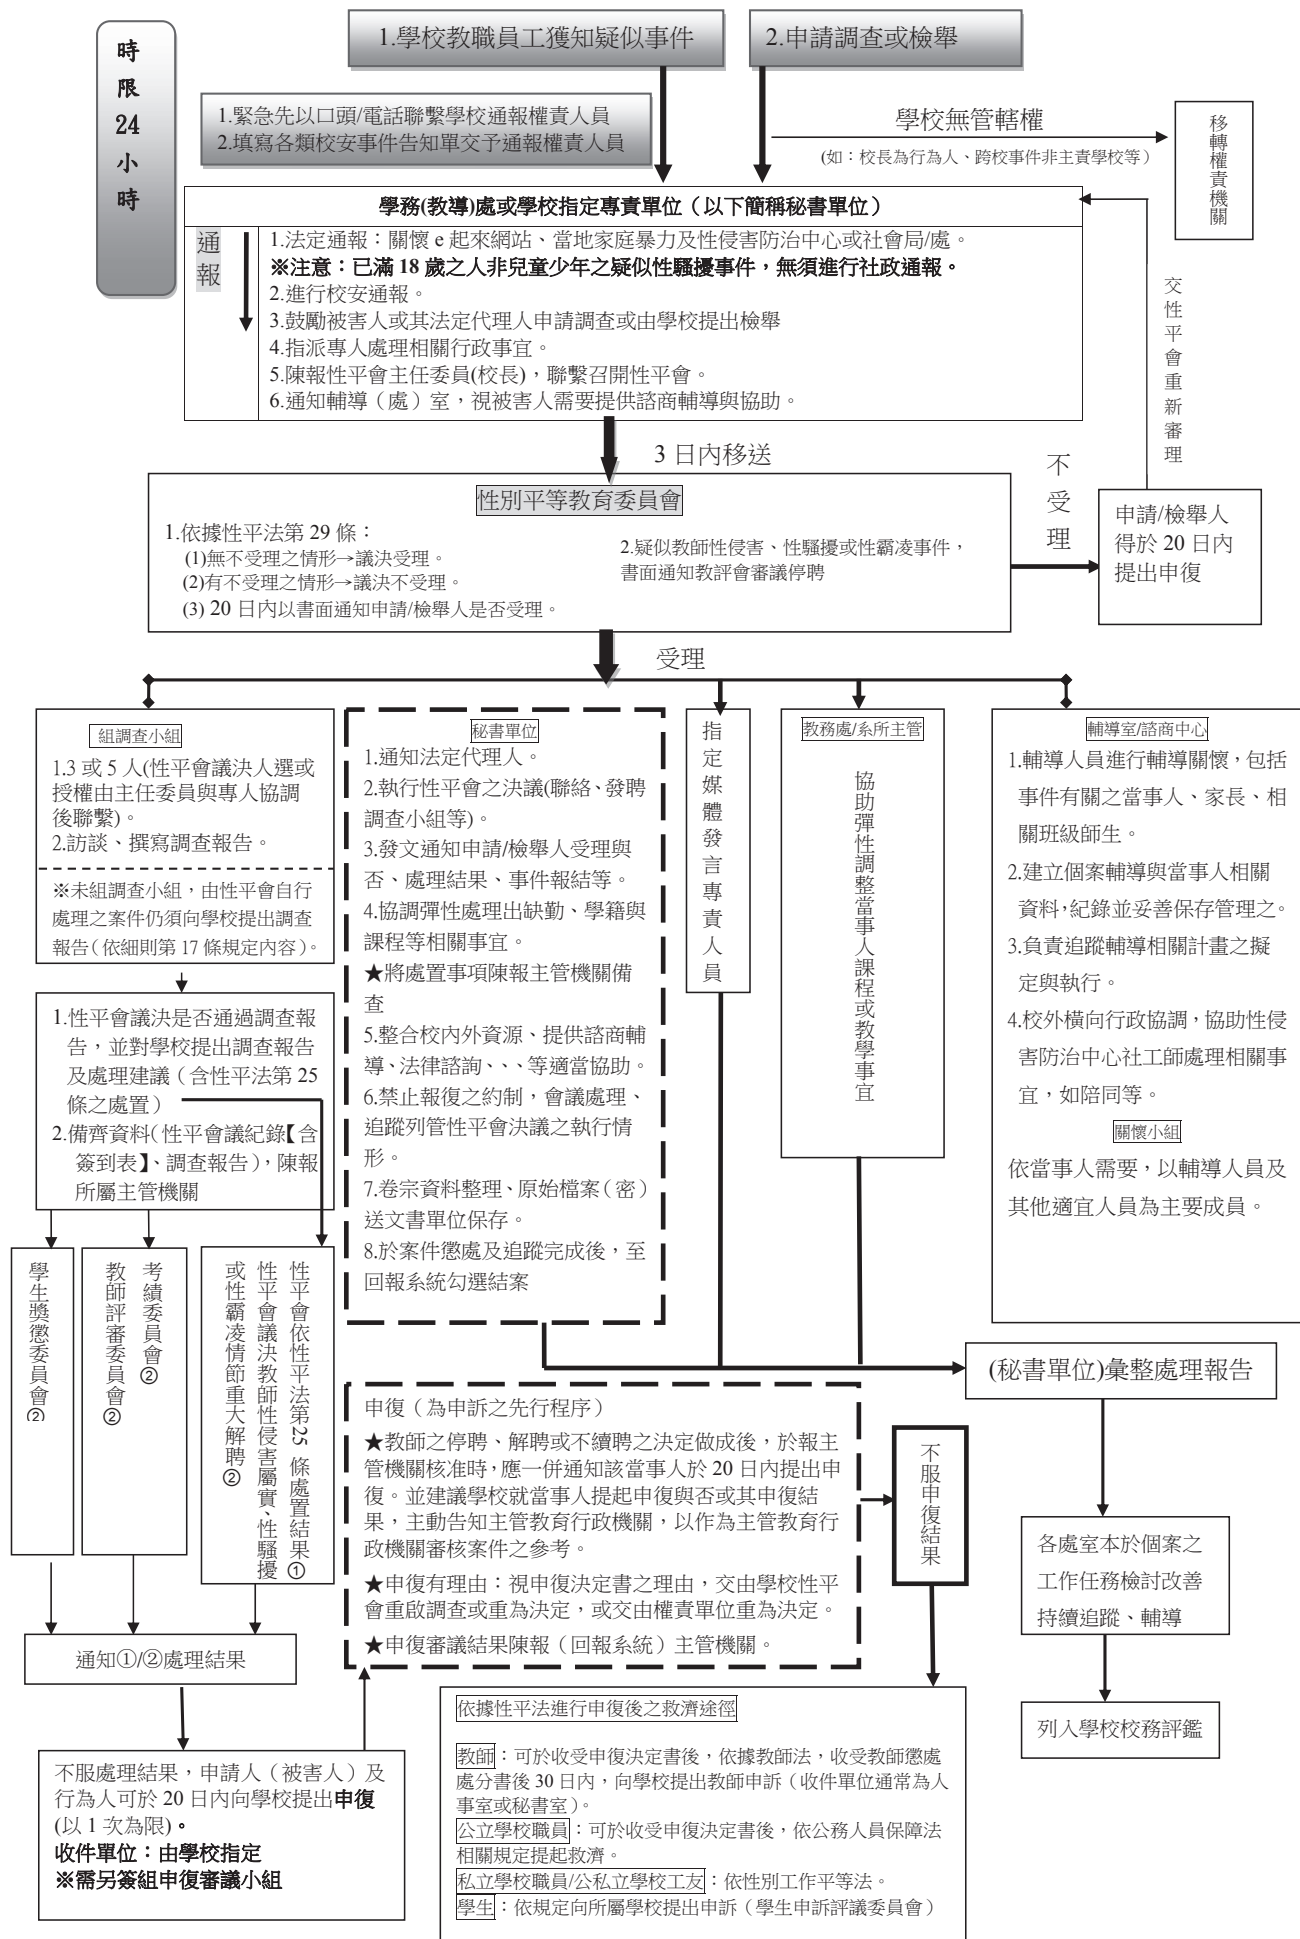 時
限
24
小
時
1.學校教職員工獲知疑似事件
2.申請調查或檢舉
1.緊急先以口頭/電話聯繫學校通報權責人員
2.填寫各類校安事件告知單交予通報權責人員
學校無管轄權
(如：校長為行為人、跨校事件非主責學校等)
移轉權責機關
學務(教導)處或學校指定專責單位（以下簡稱秘書單位）
通報
1.法定通報：關懷 e 起來網站、當地家庭暴力及性侵害防治中心或社會局/處。
※注意：已滿 18 歲之人非兒童少年之疑似性騷擾事件，無須進行社政通報。
2.進行校安通報。
3.鼓勵被害人或其法定代理人申請調查或由學校提出檢舉
4.指派專人處理相關行政事宜。
5.陳報性平會主任委員(校長)，聯繫召開性平會。
6.通知輔導（處）室，視被害人需要提供諮商輔導與協助。
交性平會重新審理
3 日內移送
性別平等教育委員會
1.依據性平法第 29 條：
(1)無不受理之情形→議決受理。
(2)有不受理之情形→議決不受理。
(3) 20 日內以書面通知申請/檢舉人是否受理。
2.疑似教師性侵害、性騷擾或性霸凌事件，
書面通知教評會審議停聘
不受理
申請/檢舉人
得於 20 日內
提出申復
受理
組調查小組
1.3 或 5 人(性平會議決人選或
授權由主任委員與專人協調
後聯繫)。
2.訪談、撰寫調查報告。
※未組調查小組，由性平會自行
處理之案件仍須向學校提出調查
報告（依細則第 17 條規定內容）。
1.性平會議決是否通過調查報
告，並對學校提出調查報告
及處理建議（含性平法第 25
條之處置）
2.備齊資料（性平會議紀錄【含
簽到表】、調查報告），陳報
所屬主管機關
秘書單位
1.通知法定代理人。
2.執行性平會之決議(聯絡、發聘
調查小組等)。
3.發文通知申請/檢舉人受理與
否、處理結果、事件報結等。
4.協調彈性處理出缺勤、學籍與
課程等相關事宜。
★將處置事項陳報主管機關備
查
5.整合校內外資源、提供諮商輔
導、法律諮詢、、、等適當協助。
6.禁止報復之約制，會議處理、
追蹤列管性平會決議之執行情
形。
7.卷宗資料整理、原始檔案（密）
送文書單位保存。
8.於案件懲處及追蹤完成後，至
回報系統勾選結案
指定媒體發言專責人員
教務處/系所主管
協助彈性調整當事人課程或教學事宜
輔導室/諮商中心
1.輔導人員進行輔導關懷，包括
事件有關之當事人、家長、相
關班級師生。
2.建立個案輔導與當事人相關
資料，紀錄並妥善保存管理之。
3.負責追蹤輔導相關計畫之擬
定與執行。
4.校外橫向行政協調，協助性侵
害防治中心社工師處理相關事
宜，如陪同等。
關懷小組
依當事人需要，以輔導人員及
其他適宜人員為主要成員。
學生獎懲委員會②
考績委員會②
教師評審委員會②
性平會依性平法第25 條處置結果①
性平會議決教師性侵害屬實、性騷擾
或性霸凌情節重大解聘②
(秘書單位)彙整處理報告
申復（為申訴之先行程序）
★教師之停聘、解聘或不續聘之決定做成後，於報主
管機關核准時，應一併通知該當事人於 20 日內提出申
復。並建議學校就當事人提起申復與否或其申復結
果，主動告知主管教育行政機關，以作為主管教育行
政機關審核案件之參考。
★申復有理由：視申復決定書之理由，交由學校性平
會重啟調查或重為決定，或交由權責單位重為決定。
★申復審議結果陳報（回報系統）主管機關。
不服申復結果
各處室本於個案之
工作任務檢討改善
持續追蹤、輔導
列入學校校務評鑑
通知①/②處理結果
不服處理結果，申請人（被害人）及
行為人可於 20 日內向學校提出申復
(以 1 次為限)。
收件單位：由學校指定
※需另簽組申復審議小組
依據性平法進行申復後之救濟途徑
教師：可於收受申復決定書後，依據教師法，收受教師懲處
處分書後 30 日內，向學校提出教師申訴（收件單位通常為人
事室或秘書室）。
公立學校職員：可於收受申復決定書後，依公務人員保障法
相關規定提起救濟。
私立學校職員/公私立學校工友：依性別工作平等法。
學生：依規定向所屬學校提出申訴（學生申訴評議委員會）